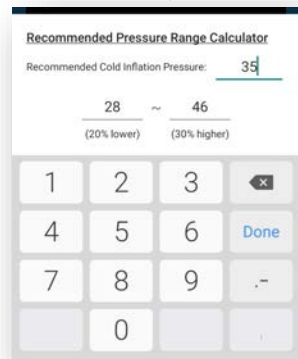 Recommended Pressure Range Calculator
Recommended Cold Inflation Pressure: 35
28 ~ 46
(20% lower) (30% higher)
1 2 3
4 5 6 Done
7 8 9 .-
0 ,